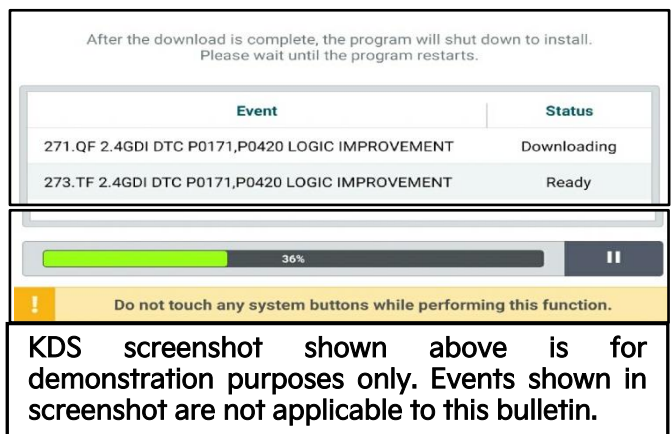 After the download is complete, the program will shut down to install.
Please wait until the program restarts.
Event Status
271.QF 2.4GDI DTC P0171,P0420 LOGIC IMPROVEMENT Downloading
273.TF 2.4GDI DTC P0171,P0420 LOGIC IMPROVEMENT Ready
36%
! Do not touch any system buttons while performing this function.
KDS screenshot shown above is for
demonstration purposes only. Events shown in
screenshot are not applicable to this bulletin.